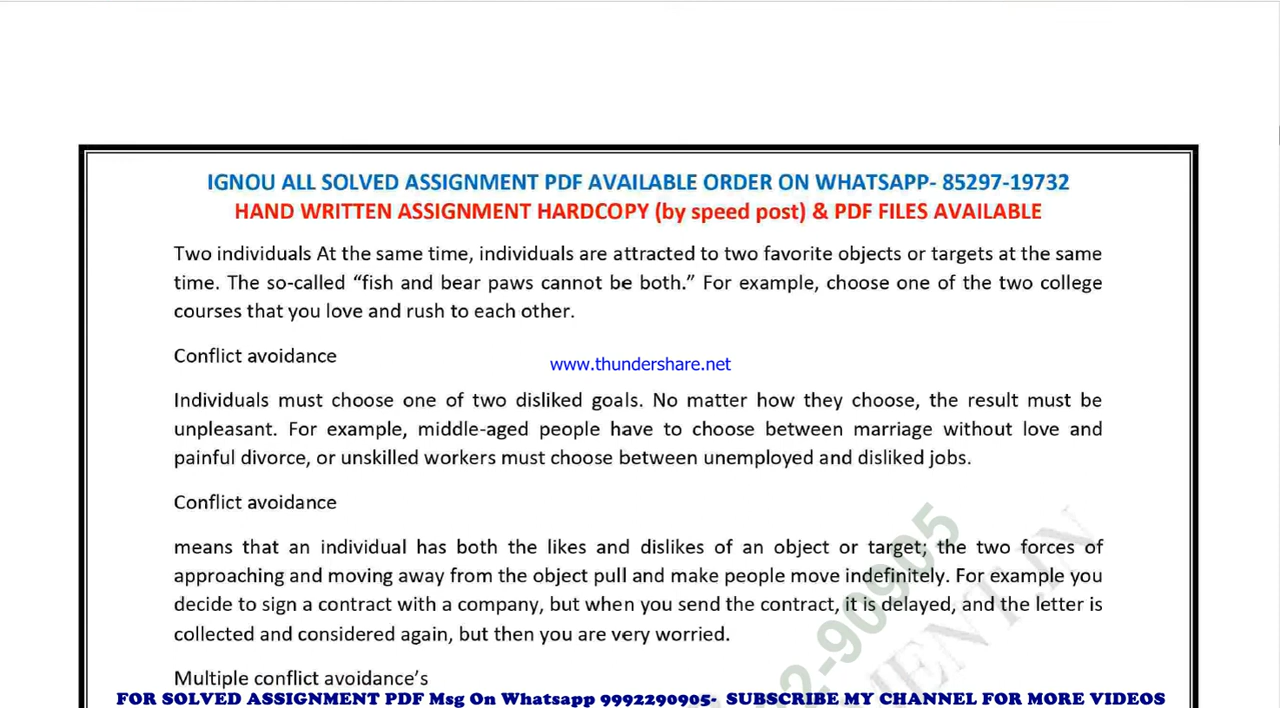 IGNOU ALL SOLVED ASSIGNMENT PDF AVAILABLE ORDER ON WHATSAPP- 85297-19732
HAND WRITTEN ASSIGNMENT HARDCOPY (by speed post) & PDF FILES AVAILABLE
Two individuals At the same time, individuals are attracted to two favorite objects or targets at the same
time. The so-called “fish and bear paws cannot be both.” For example, choose one of the two college
courses that you love and rush to each other.
Conflict avoidance
www.thundershare.net
Individuals must choose one of two disliked goals. No matter how they choose, the result must be
unpleasant. For example, middle-aged people have to choose between marriage without love and
painful divorce, or unskilled workers must choose between unemployed and disliked jobs.
Conflict avoidance
means that an individual has both the likes and dislikes of an object or target; the two forces of
approaching and moving away from the object pull and make people move indefinitely. For example you
decide to sign a contract with a company, but when you send the contract, it is delayed, and the letter is
collected and considered again, but then you are very worried.
Multiple conflict avoidance’s
FOR SOLVED ASSIGNMENT PDF Msg On Whatsapp 9992290905- SUBSCRIBE MY CHANNEL FOR MORE VIDEOS
2-90905
MENT.IN